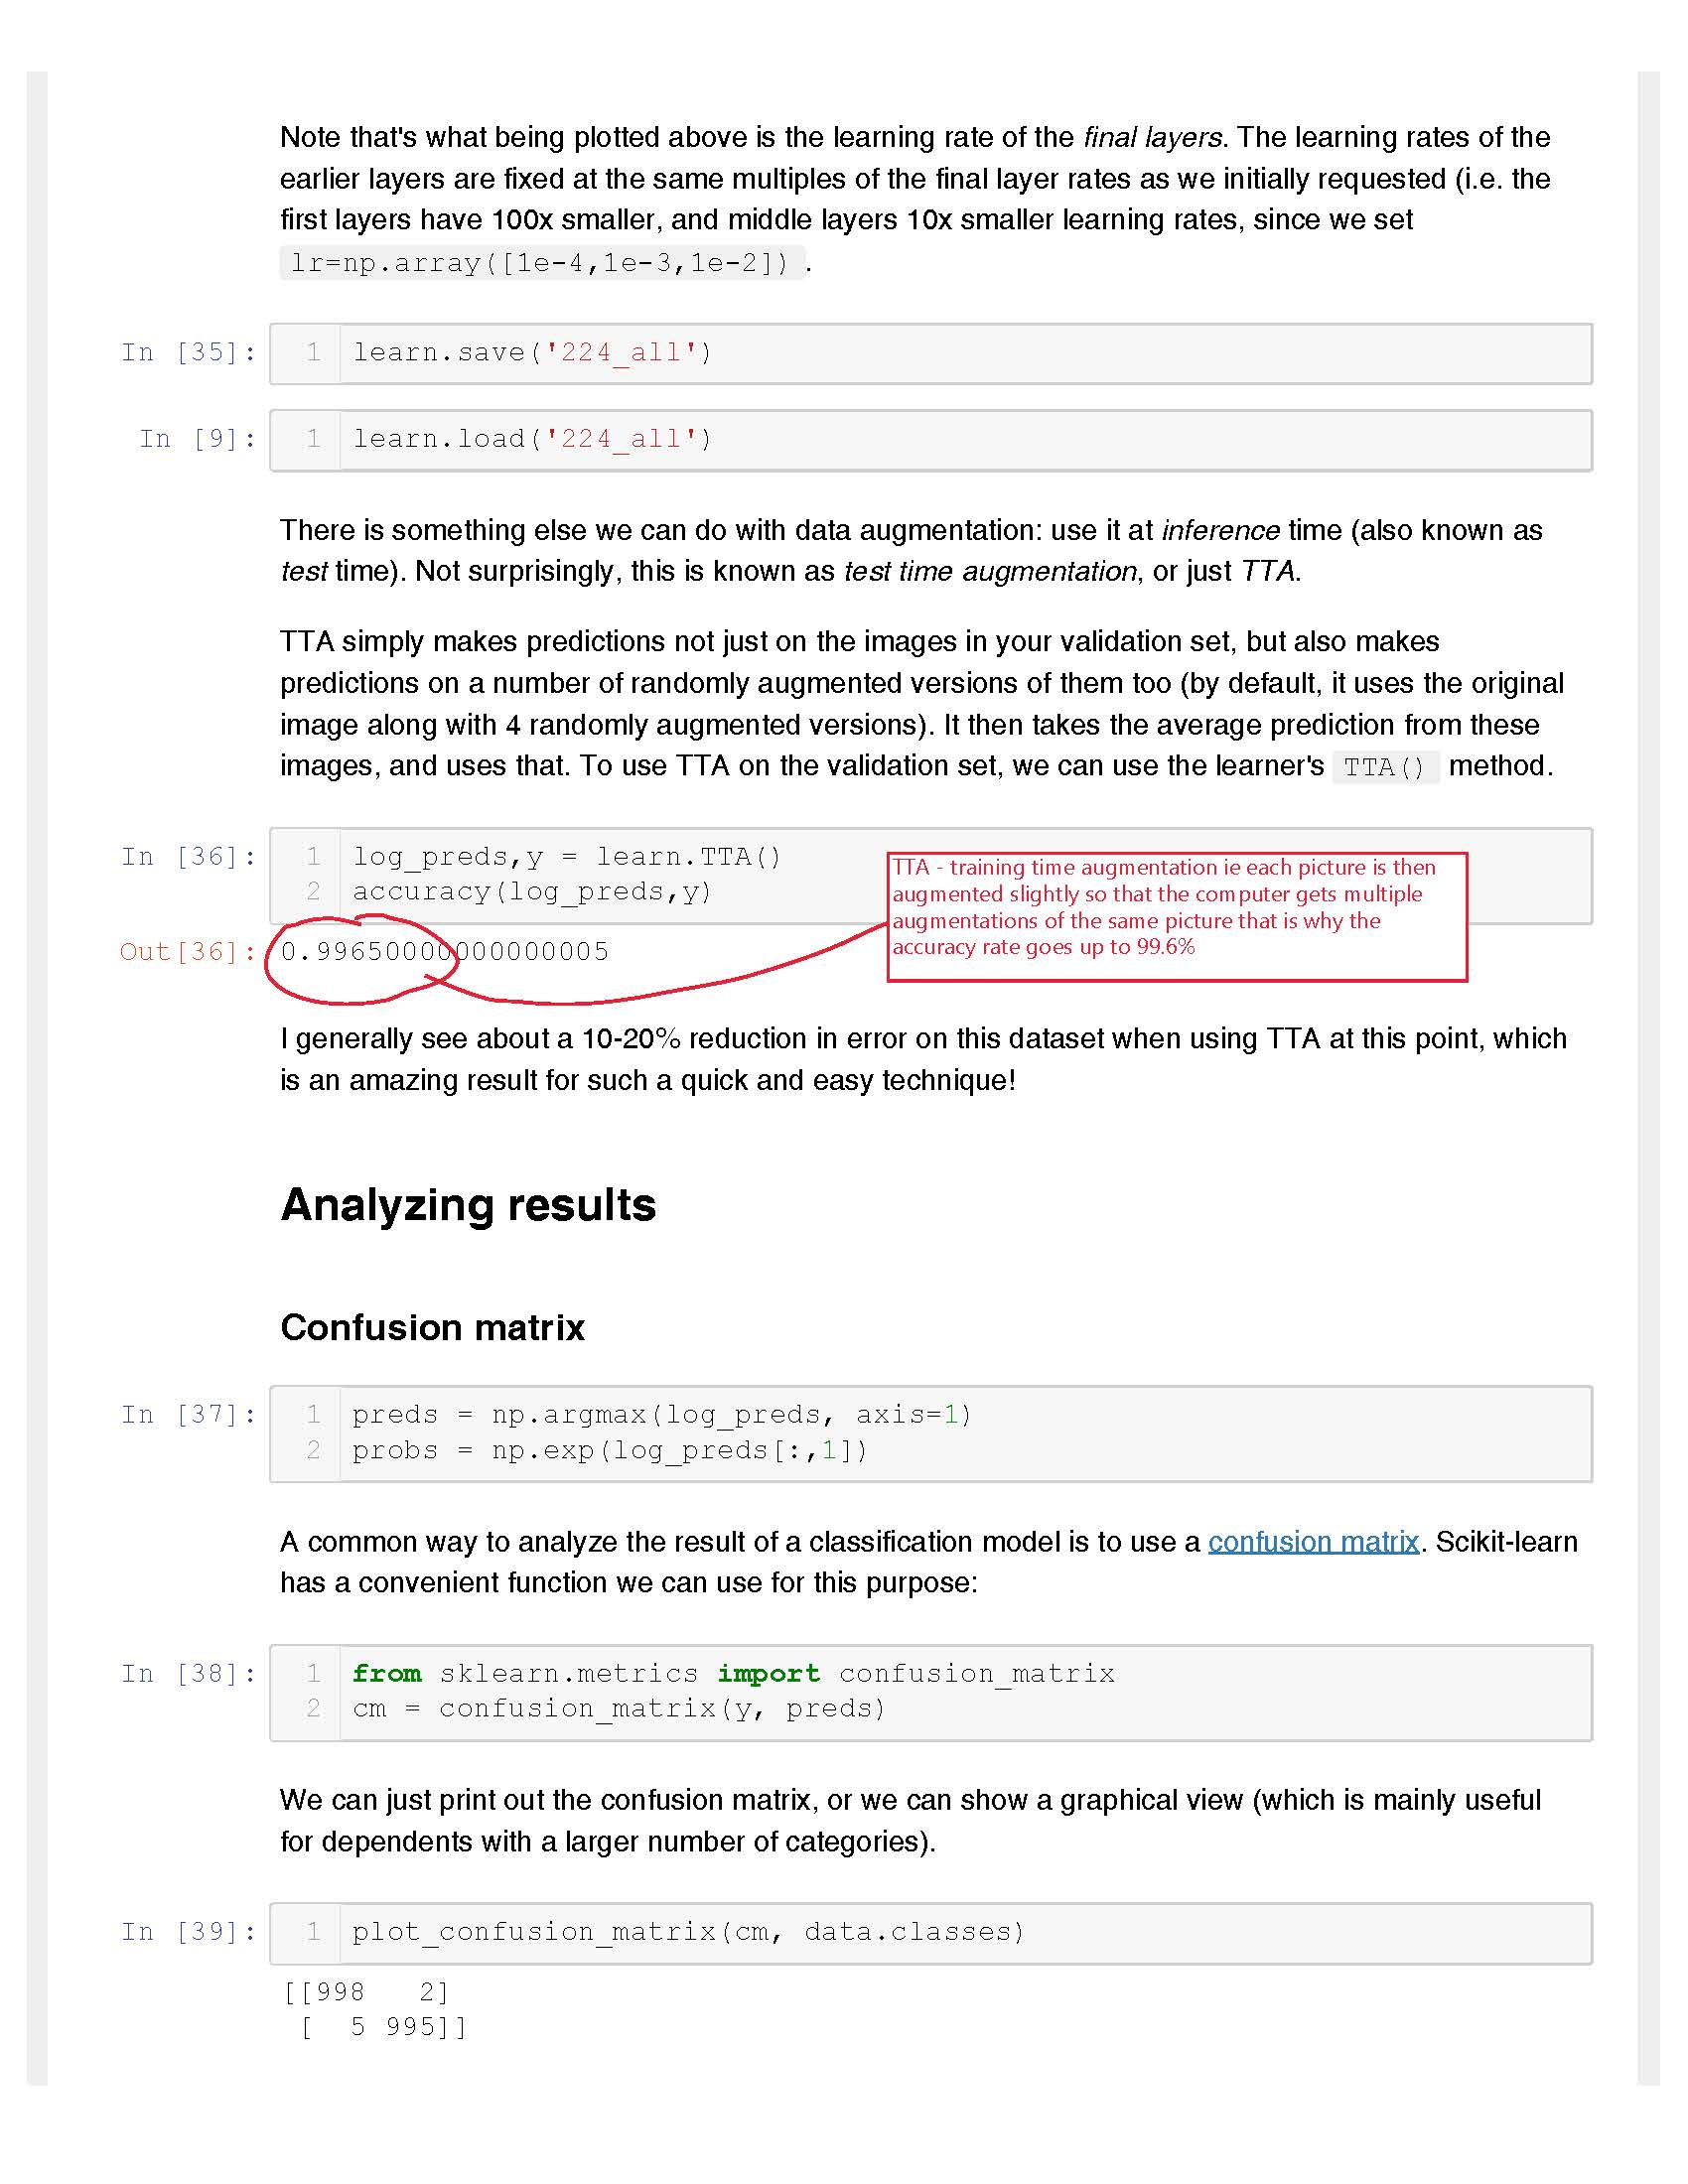 Note that's what being plotted above is the learning rate of the final layers. The learning rates of the
earlier layers are fixed at the same multiples of the final layer rates as we initially requested (i.e. the
first layers have 100x smaller, and middle layers 10x smaller learning rates, since we set
lr=np.array([1e-4,1e-3,1e-2]) .
In [35]: 1 learn.save('224_all')
In [9]: 1 learn.load('224_all')
There is something else we can do with data augmentation: use it at inference time (also known as
test time). Not surprisingly, this is known as test time augmentation, or just TTA.
TTA simply makes predictions not just on the images in your validation set, but also makes
predictions on a number of randomly augmented versions of them too (by default, it uses the original
image along with 4 randomly augmented versions). It then takes the average prediction from these
images, and uses that. To use TTA on the validation set, we can use the learner's TTA() method.
In [36]: 1 log_preds,y = learn.TTA()
2 accuracy(log_preds,y)
TTA - training time augmentation ie each picture is then
augmented slightly so that the computer gets multiple
augmentations of the same picture that is why the
accuracy rate goes up to 99.6%
Out[36]: 0.99650000000000005
I generally see about a 10-20% reduction in error on this dataset when using TTA at this point, which
is an amazing result for such a quick and easy technique!
Analyzing results
Confusion matrix
In [37]: 1 preds = np.argmax(log_preds, axis=1)
2 probs = np.exp(log_preds[:,1])
A common way to analyze the result of a classification model is to use a confusion matrix. Scikit-learn
has a convenient function we can use for this purpose:
In [38]: 1 from sklearn.metrics import confusion_matrix
2 cm = confusion_matrix(y, preds)
We can just print out the confusion matrix, or we can show a graphical view (which is mainly useful
for dependents with a larger number of categories).
In [39]: 1 plot_confusion_matrix(cm, data.classes)
[[998   2]
[  5 995]]